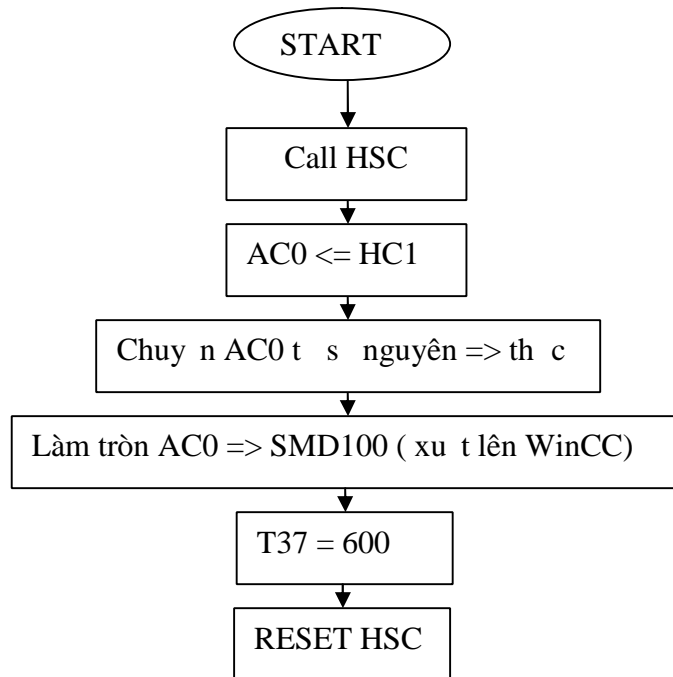 START
Call HSC
AC0 <= HC1
Chuy n AC0 t s nguyên => th c
Làm tròn AC0 => SMD100 ( xu t lên WinCC)
T37 = 600
RESET HSC